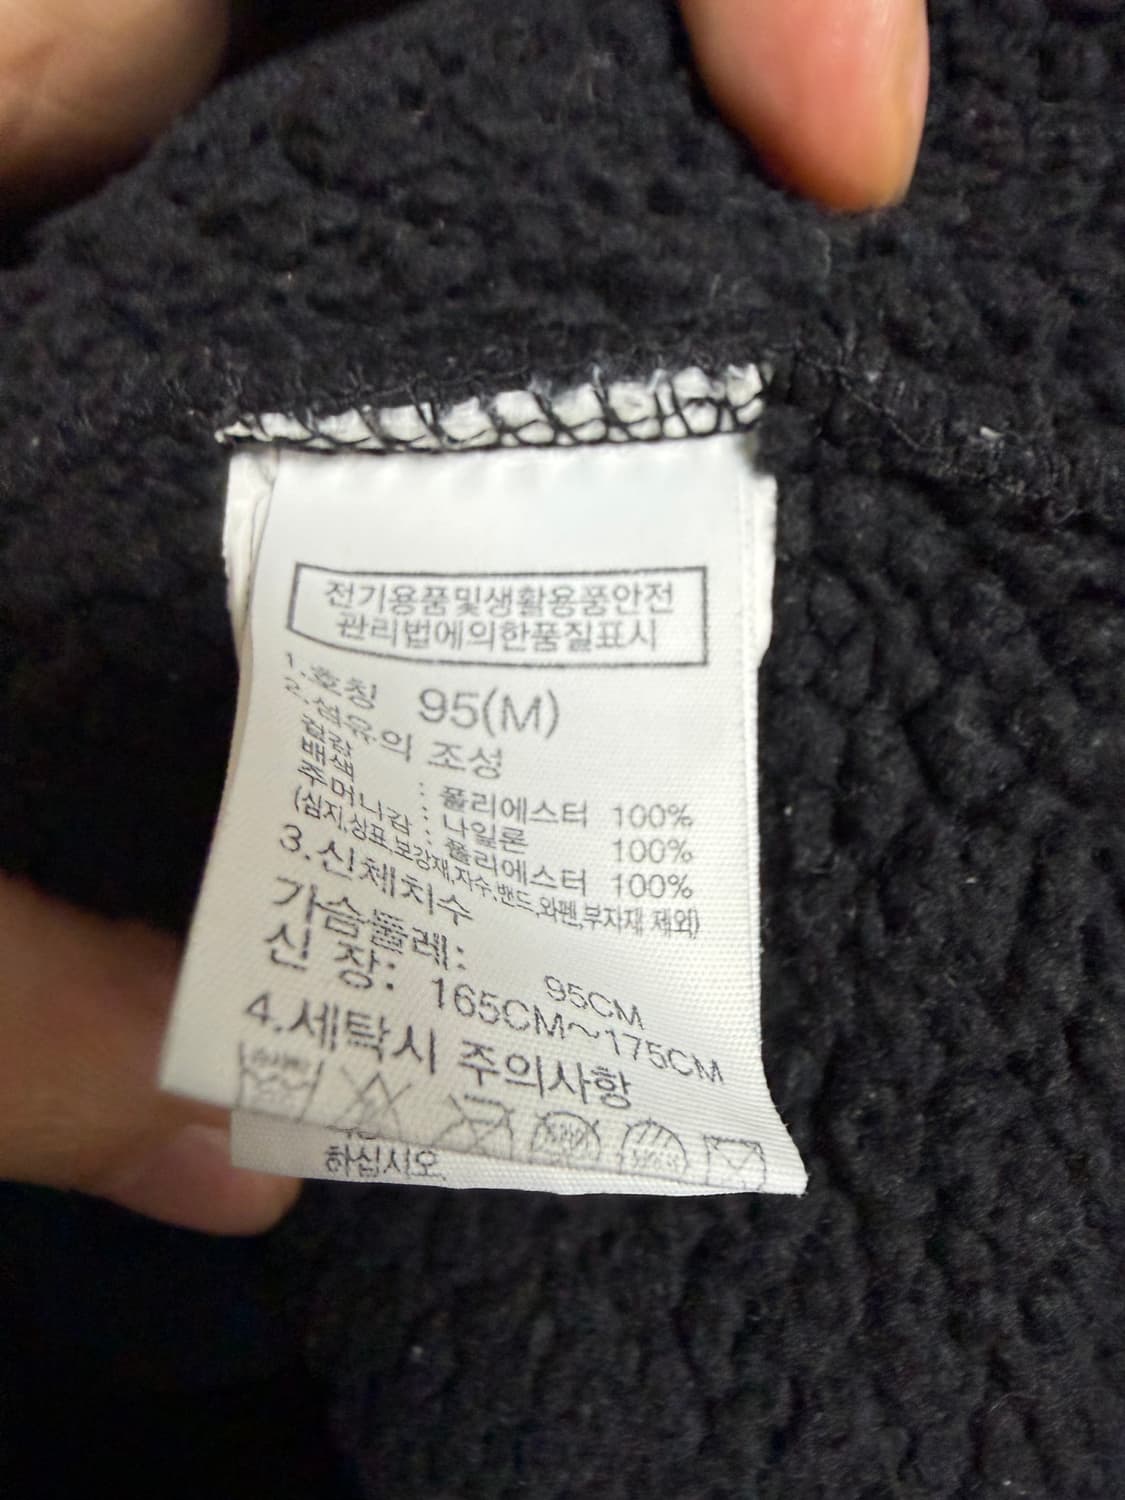 전기용품및생활용품안전
관리법에의한품질표시
1.호칭 95(M)
2.섬유의 조성
겉감 : 폴리에스터 100%
배색 : 나일론 100%
주머니감 : 폴리에스터 100%
(심지,상표,보강재,자수,밴드,와펜,부자재 제외)
3.신체치수
가슴둘레: 95CM
신 장: 165CM~175CM
4.세탁시 주의사항
하십시오.